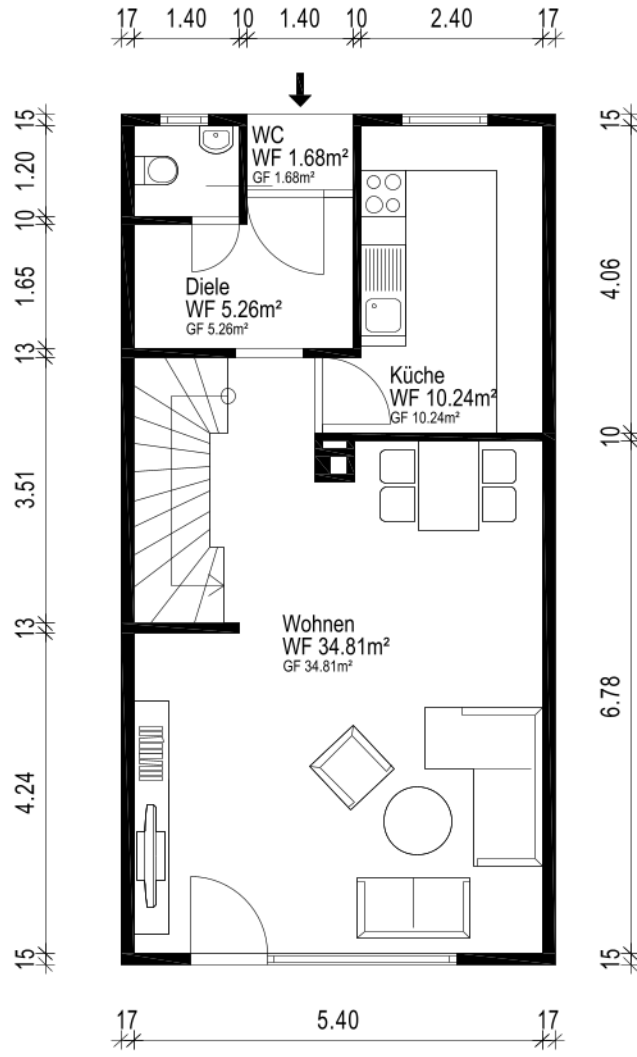 17 1.40 10 1.40 10 2.40 17
15
1.20
10
1.65
13
3.51
13
4.24
15
WC
WF 1.68m²
GF 1.68m²
Diele
WF 5.26m²
GF 5.26m²
Küche
WF 10.24m²
GF 10.24m²
Wohnen
WF 34.81m²
GF 34.81m²
15
4.06
10
6.78
15
17 5.40 17